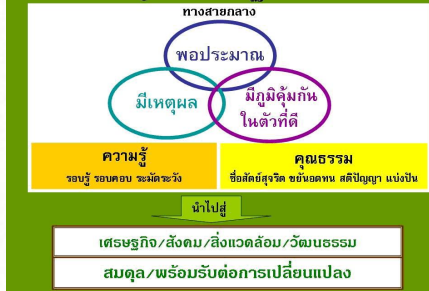 ทางสายกลาง
พอประมาณ
มีเหตุผล
มีภูมิคุ้มกัน
ในตัวที่ดี
ความรู้
รอบรู้ รอบคอบ ระมัดระวัง
คุณธรรม
ซื่อสัตย์สุจริต ขยันอดทน สติปัญญา แบ่งปัน
นำไปสู่
เศรษฐกิจ/สังคม/สิ่งแวดล้อม/วัฒนธรรม
สมดุล/พร้อมรับต่อการเปลี่ยนแปลง